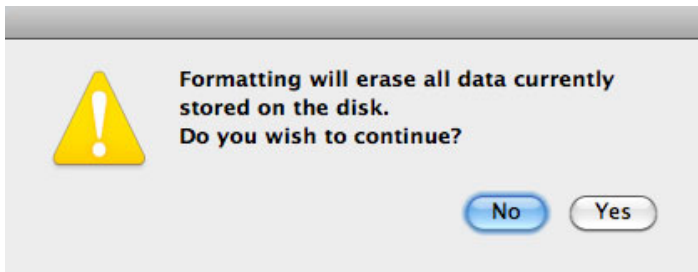 Formatting will erase all data currently
stored on the disk.
Do you wish to continue?
No Yes